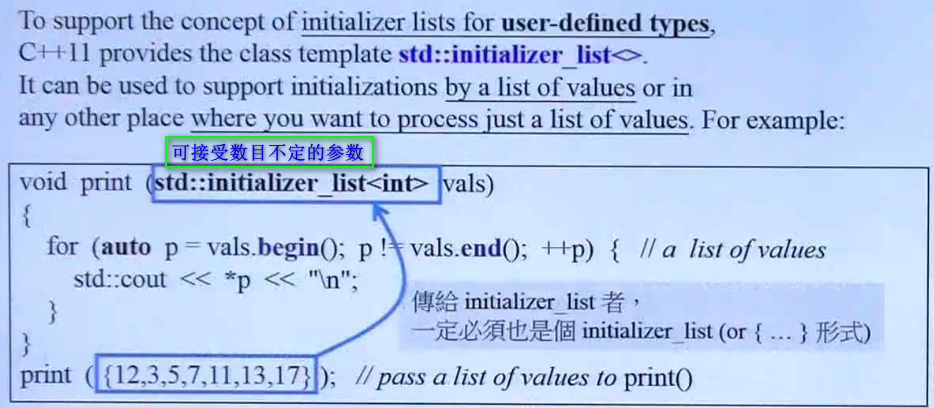 To support the concept of initializer lists for user-defined types,
C++11 provides the class template std::initializer_list<>.
It can be used to support initializations by a list of values or in
any other place where you want to process just a list of values. For example:
可接受数目不定的参数
void print (std::initializer_list<int> vals)
{
for (auto p = vals.begin(); p != vals.end(); ++p) { // a list of values
std::cout << *p << "\n";
}
}
傳給 initializer_list 者，
一定必須也是個 initializer_list (or { … } 形式)
print ( {12,3,5,7,11,13,17} ); // pass a list of values to print()